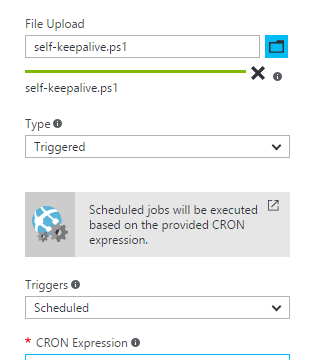 File Upload
self-keepalive.ps1
self-keepalive.ps1
Type
Triggered
Scheduled jobs will be executed
based on the provided CRON
expression.
Triggers
Scheduled
* CRON Expression